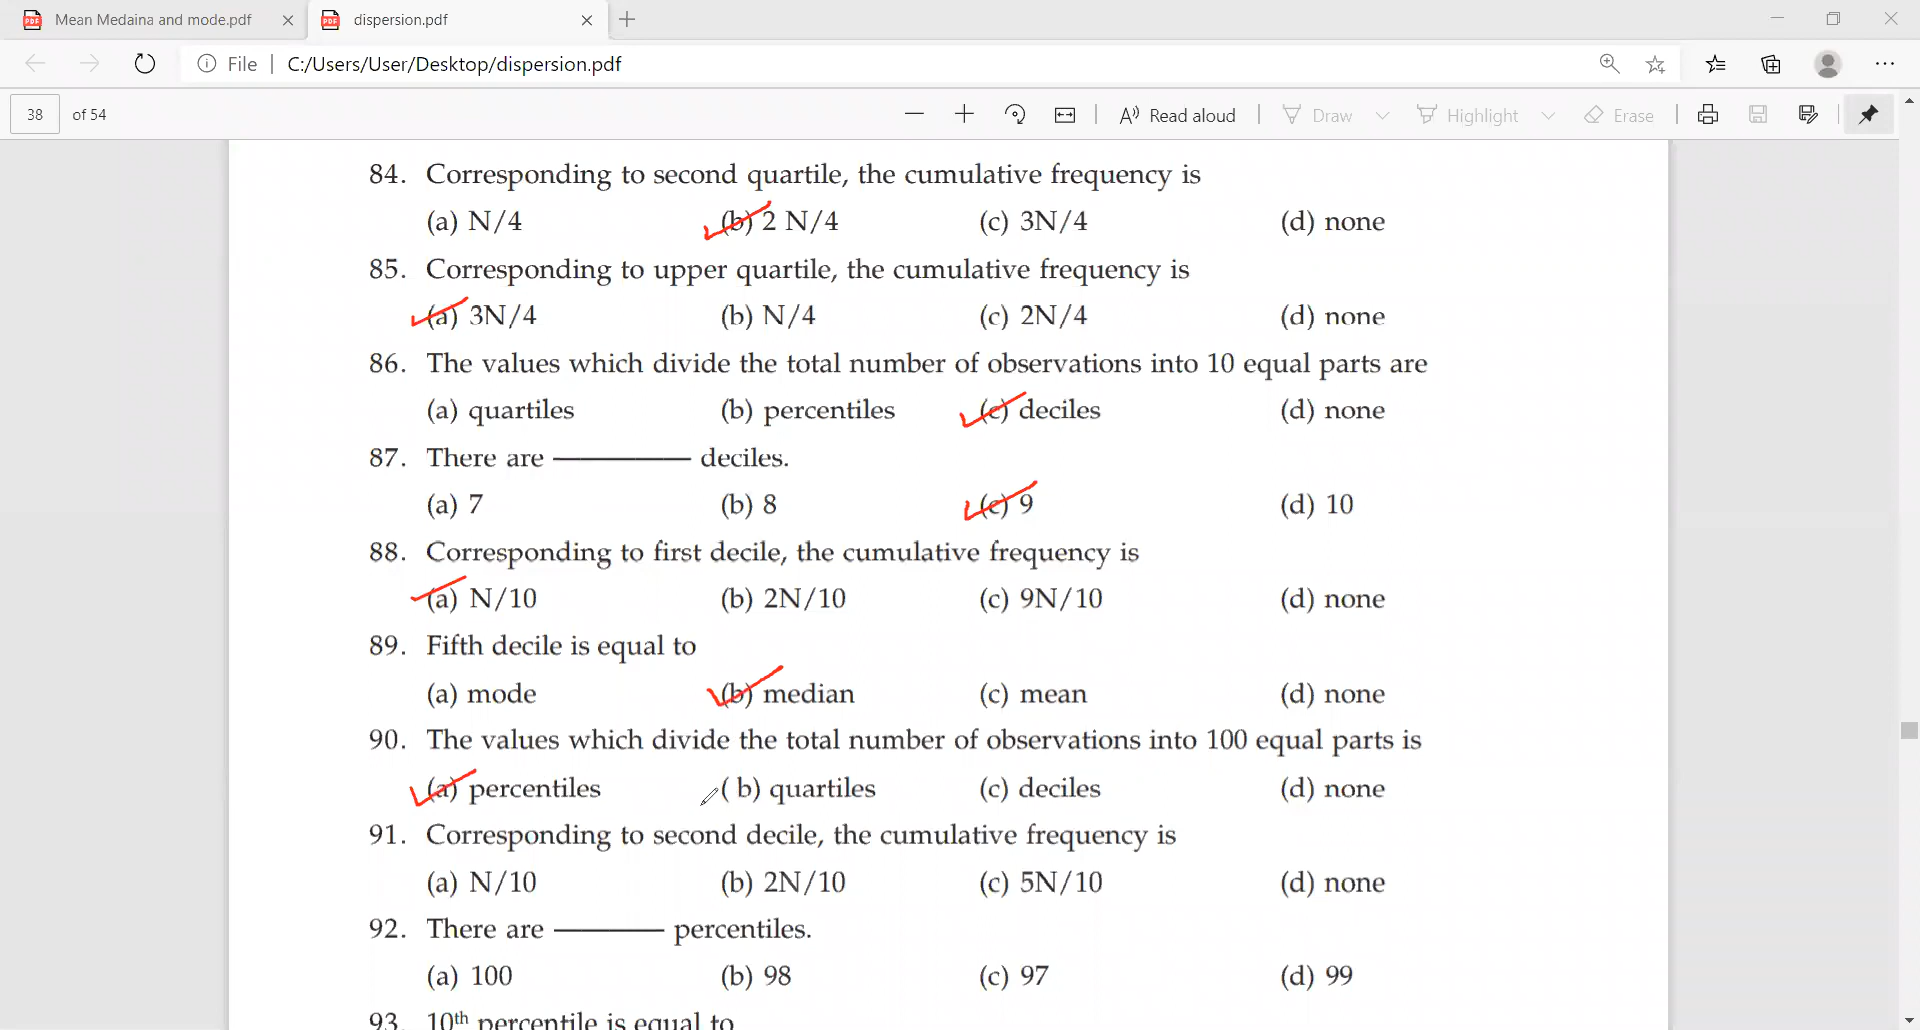 Mean Medaina and mode.pdf
dispersion.pdf
File | C:/Users/User/Desktop/dispersion.pdf
38 of 54
Read aloud
Draw
Highlight
Erase
84. Corresponding to second quartile, the cumulative frequency is
(a) N/4 (b) 2 N/4 (c) 3N/4 (d) none
85. Corresponding to upper quartile, the cumulative frequency is
(a) 3N/4 (b) N/4 (c) 2N/4 (d) none
86. The values which divide the total number of observations into 10 equal parts are
(a) quartiles (b) percentiles (c) deciles (d) none
87. There are ———— deciles.
(a) 7 (b) 8 (c) 9 (d) 10
88. Corresponding to first decile, the cumulative frequency is
(a) N/10 (b) 2N/10 (c) 9N/10 (d) none
89. Fifth decile is equal to
(a) mode (b) median (c) mean (d) none
90. The values which divide the total number of observations into 100 equal parts is
(a) percentiles ( b) quartiles (c) deciles (d) none
91. Corresponding to second decile, the cumulative frequency is
(a) N/10 (b) 2N/10 (c) 5N/10 (d) none
92. There are ———— percentiles.
(a) 100 (b) 98 (c) 97 (d) 99
93. 10th percentile is equal to